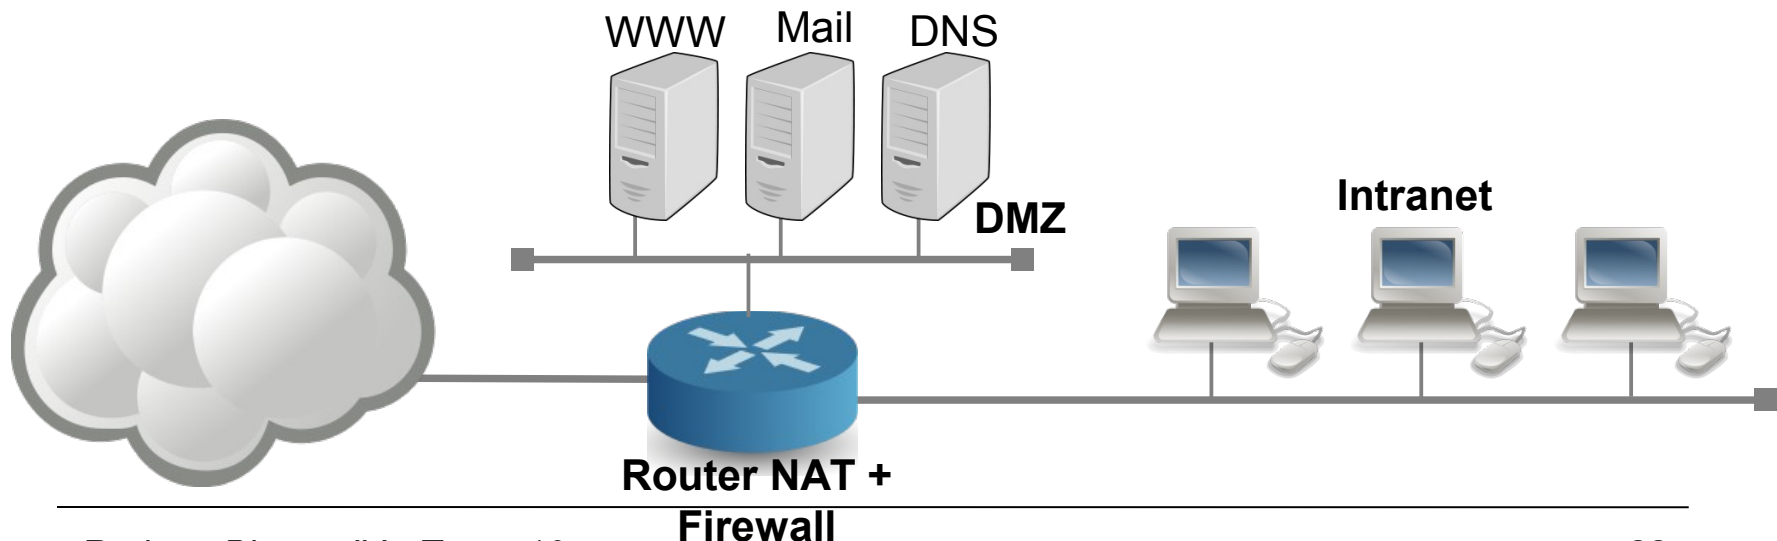 WWW
Mail
DNS
DMZ
Intranet
Router NAT +
Firewall